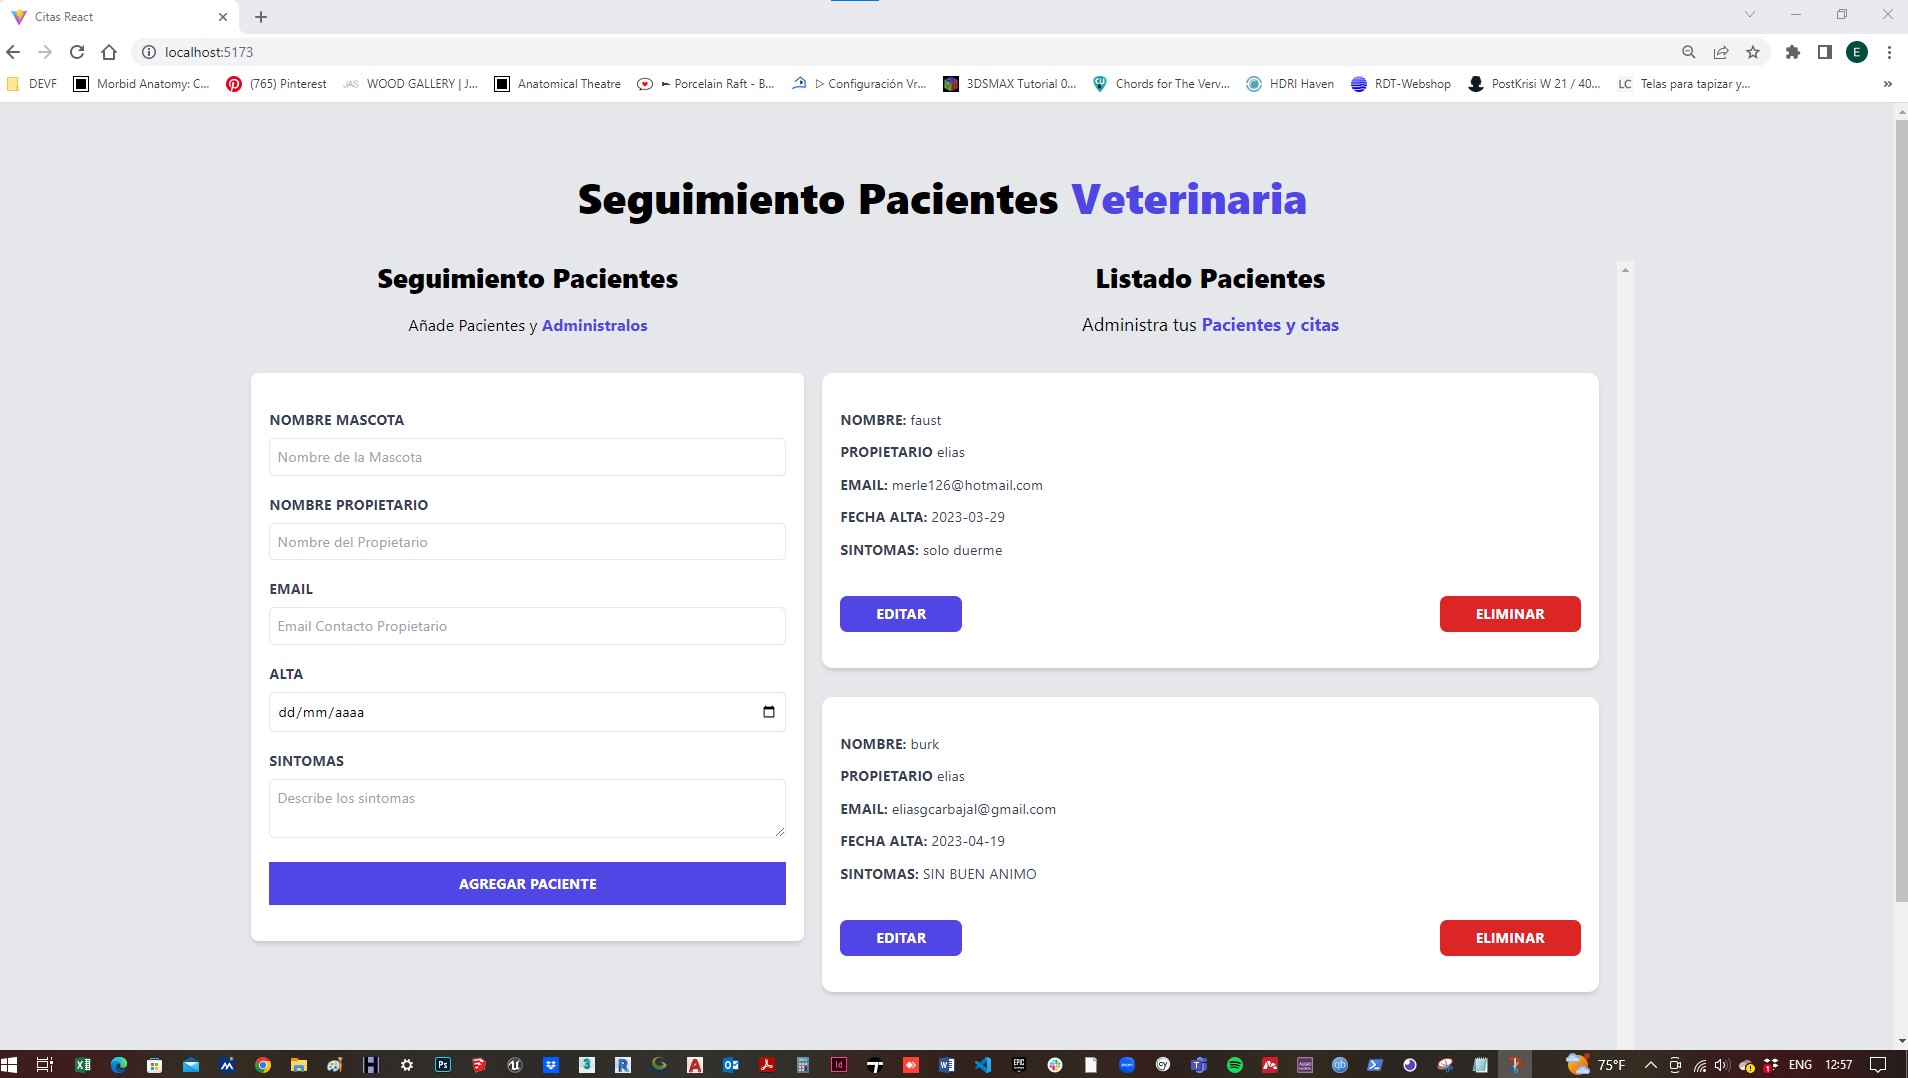 Citas React
localhost:5173
E
DEVF
Morbid Anatomy: C...
(765) Pinterest
JAS WOOD GALLERY | J...
Anatomical Theatre
Porcelain Raft - B...
Configuración Vr...
3DSMAX Tutorial 0...
Chords for The Verv...
HDRI Haven
RDT-Webshop
PostKrisi W 21 / 40...
LC Telas para tapizar y...
Seguimiento Pacientes Veterinaria
Seguimiento Pacientes
Añade Pacientes y Administralos
NOMBRE MASCOTA
Nombre de la Mascota
NOMBRE PROPIETARIO
Nombre del Propietario
EMAIL
Email Contacto Propietario
ALTA
dd/mm/aaaa
SINTOMAS
Describe los sintomas
AGREGAR PACIENTE
Listado Pacientes
Administra tus Pacientes y citas
NOMBRE: faust
PROPIETARIO elias
EMAIL: merle126@hotmail.com
FECHA ALTA: 2023-03-29
SINTOMAS: solo duerme
EDITAR
ELIMINAR
NOMBRE: burk
PROPIETARIO elias
EMAIL: eliasgcarbajal@gmail.com
FECHA ALTA: 2023-04-19
SINTOMAS: SIN BUEN ANIMO
EDITAR
ELIMINAR
75°F
ENG
12:57